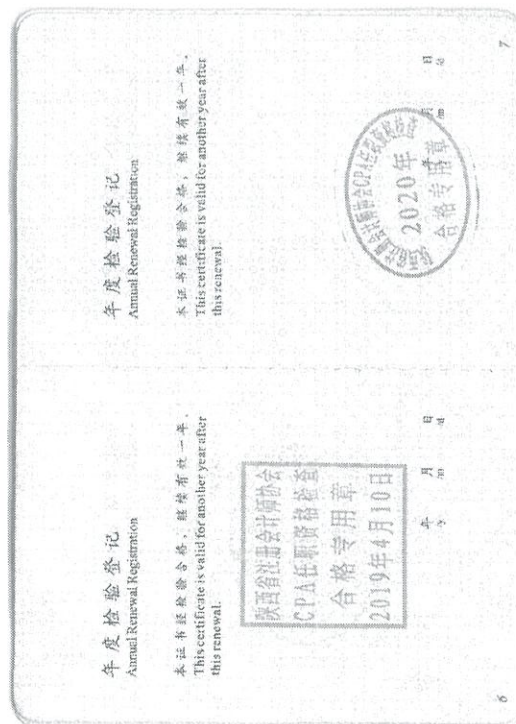 年度检验登记
Annual Renewal Registration
本证书经检验合格，继续有效一年。
This certificate is valid for another year after
this renewal.
陕西省注册会计师协会
CPA任职资格检查
合格专用章
2019年4月10日
年 月 日
/y /m /d
6
年度检验登记
Annual Renewal Registration
本证书经检验合格，继续有效一年。
This certificate is valid for another year after
this renewal.
2020年
合格专用章
月 日
/m /d
7